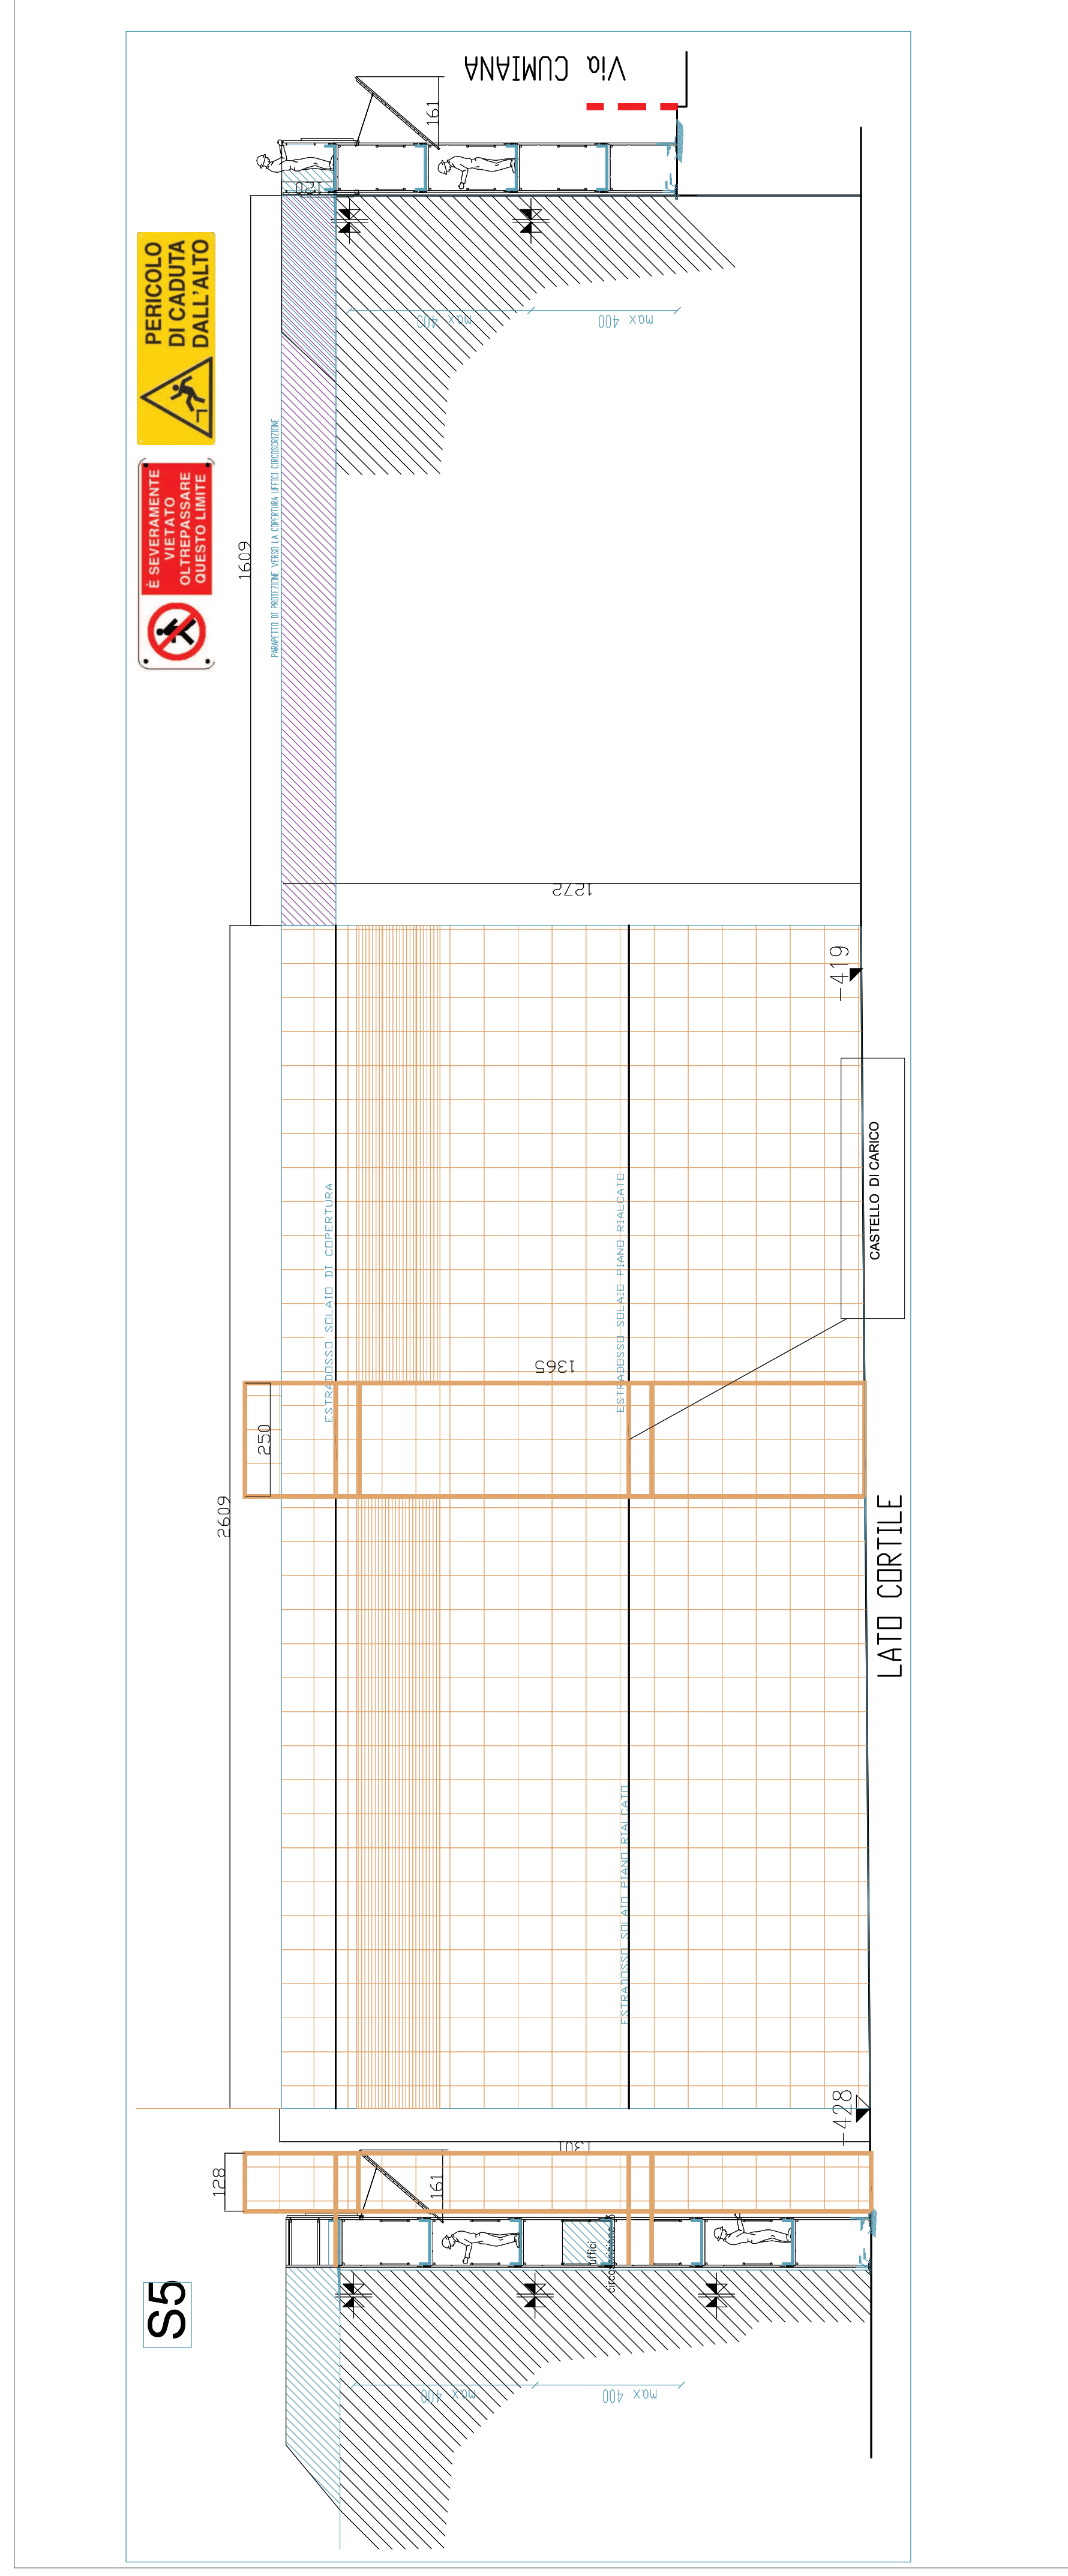 Via CUMIANA
161
120
max 400
max 400
PERICOLO
DI CADUTA
DALL'ALTO
È SEVERAMENTE
VIETATO
OLTREPASSARE
QUESTO LIMITE
PARAPETTO DI PROTEZIONE VERSO LA COPERTURA UFFICI CIRCOSCRIZIONE
1609
1272
-419
CASTELLO DI CARICO
ESTRADOSSO SOLAIO DI COPERTURA
ESTRADOSSO SOLAIO PIANO RIALCATO
1365
250
2609
LATO CORTILE
ESTRADOSSO SOLAIO PIANO RIALCATO
-428
1301
128
161
uffici
S5
max 400
max 400